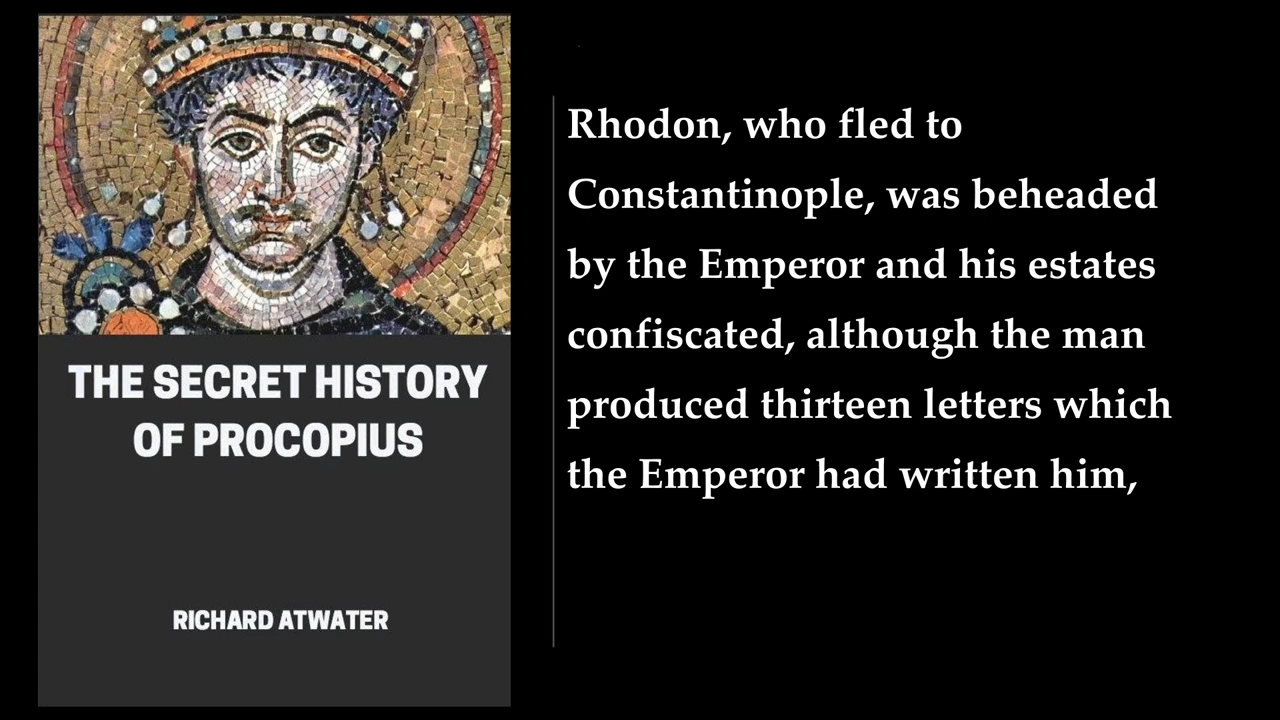 THE SECRET HISTORY
OF PROCOPIUS
RICHARD ATWATER
Rhodon, who fled to
Constantinople, was beheaded
by the Emperor and his estates
confiscated, although the man
produced thirteen letters which
the Emperor had written him,